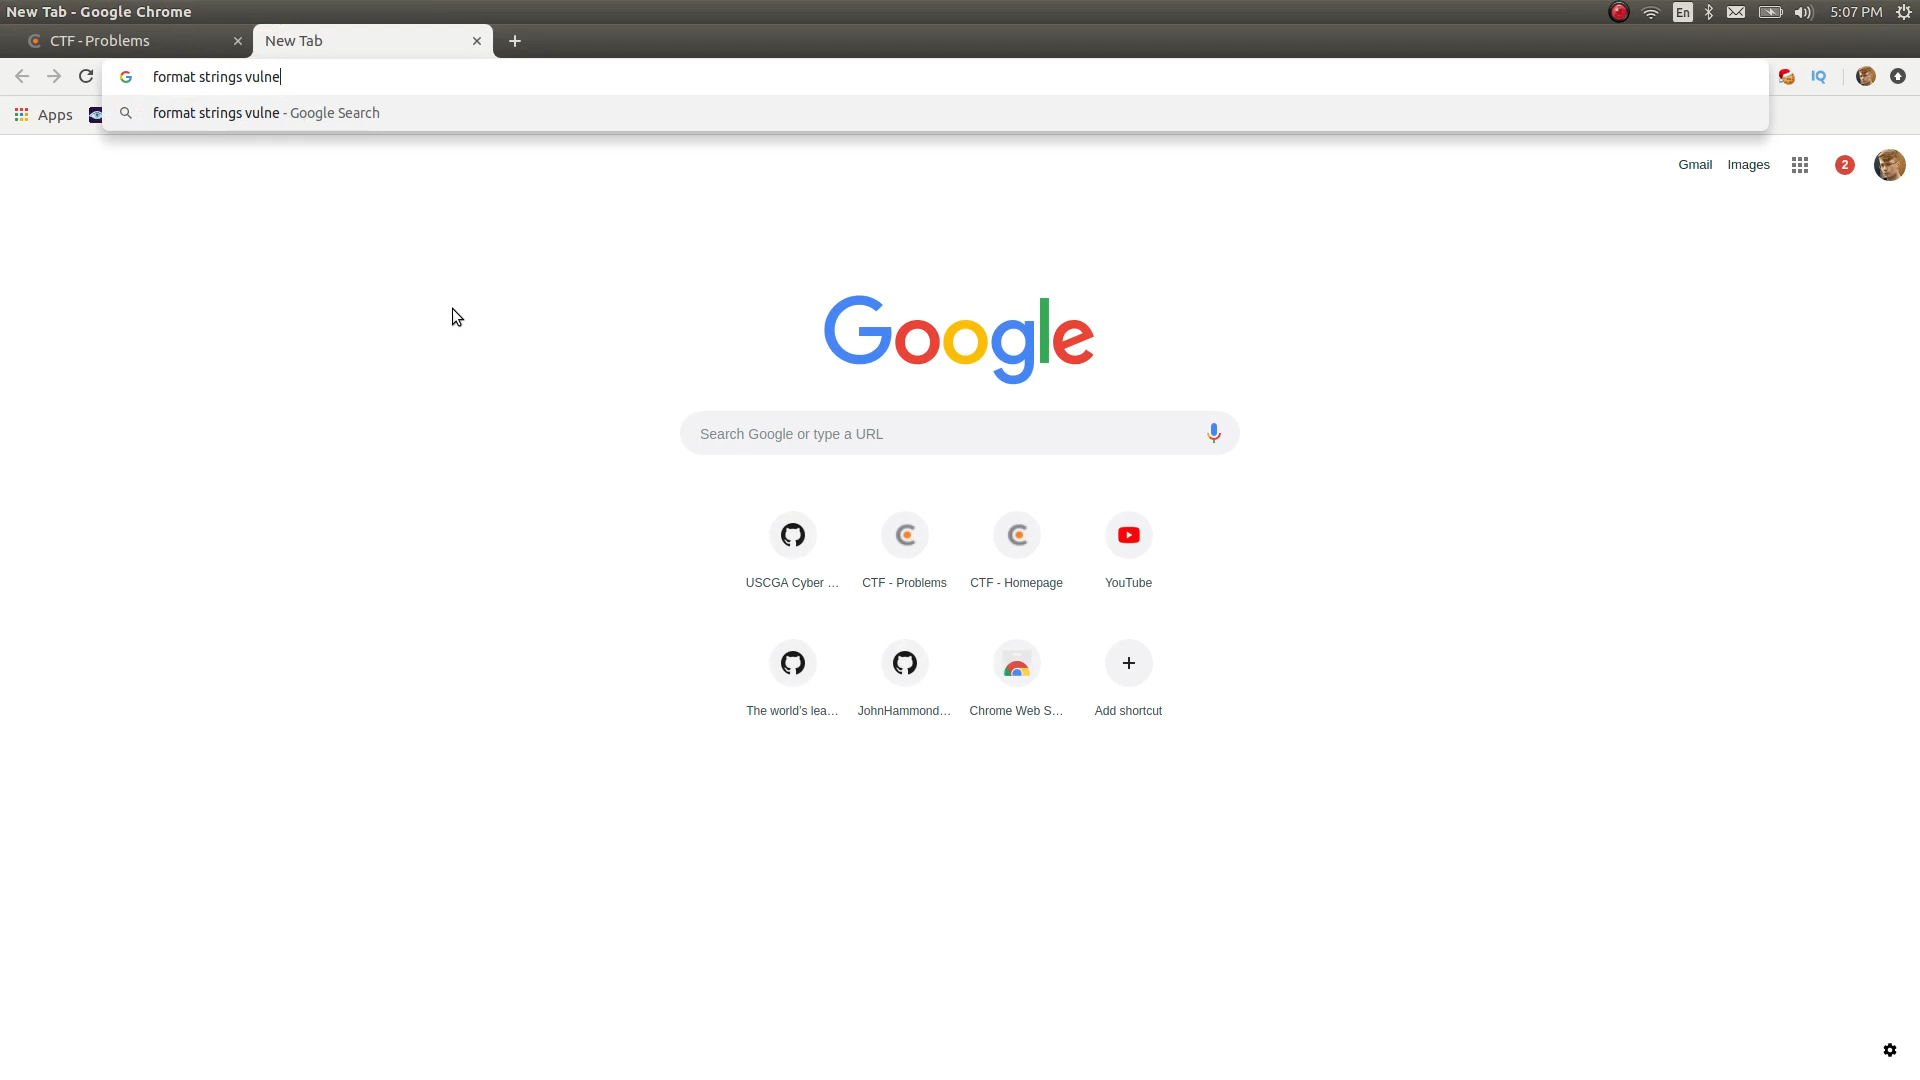 New Tab - Google Chrome
En
5:07 PM
CTF - Problems
New Tab
format strings vulne
IQ
Apps
format strings vulne - Google Search
Gmail
Images
2
Google
Search Google or type a URL
USCGA Cyber ...
CTF - Problems
CTF - Homepage
YouTube
The world's lea...
JohnHammond...
Chrome Web S...
Add shortcut